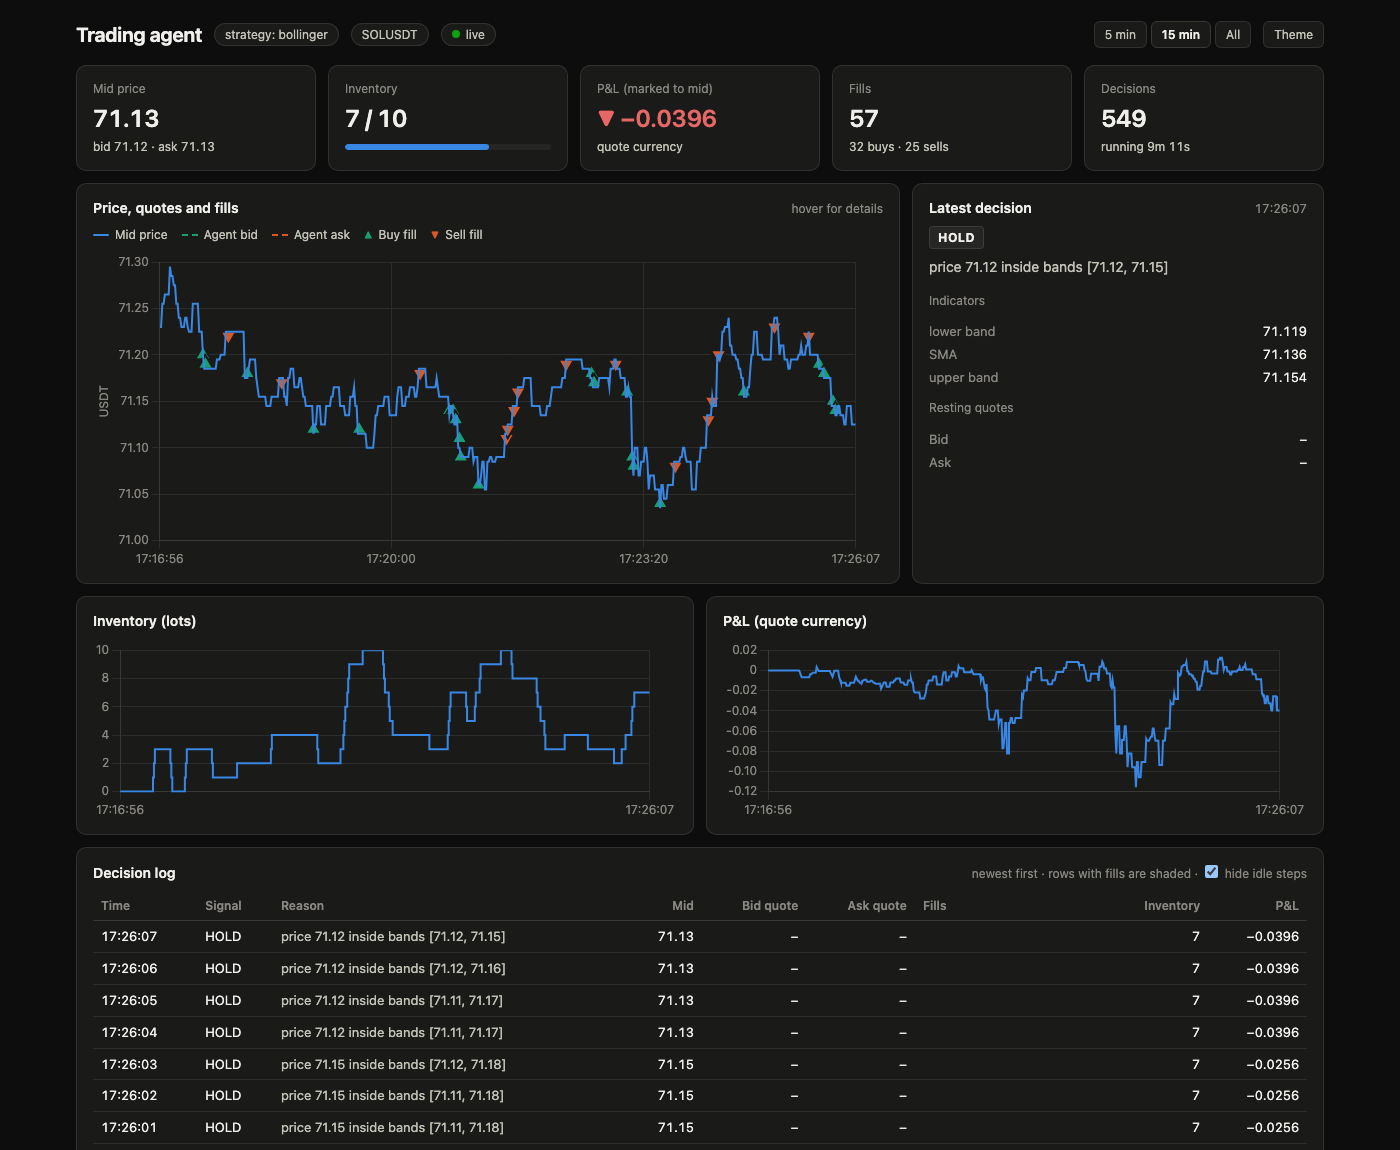 Trading agent strategy: bollinger SOLUSDT live 5 min 15 min All Theme
Mid price
71.13
bid 71.12 · ask 71.13
Inventory
7 / 10
P&L (marked to mid)
▼ −0.0396
quote currency
Fills
57
32 buys · 25 sells
Decisions
549
running 9m 11s
Price, quotes and fills hover for details
Mid price Agent bid Agent ask Buy fill Sell fill
USDT
71.30
71.25
71.20
71.15
71.10
71.05
71.00
17:16:56 17:20:00 17:23:20 17:26:07
Latest decision 17:26:07
HOLD
price 71.12 inside bands [71.12, 71.15]
Indicators
lower band 71.119
SMA 71.136
upper band 71.154
Resting quotes
Bid –
Ask –
Inventory (lots)
10
8
6
4
2
0
17:16:56 17:26:07
P&L (quote currency)
0.02
0
−0.02
−0.04
−0.06
−0.08
−0.10
−0.12
17:16:56 17:26:07
Decision log newest first · rows with fills are shaded · hide idle steps
Time Signal Reason Mid Bid quote Ask quote Fills Inventory P&L
17:26:07 HOLD price 71.12 inside bands [71.12, 71.15] 71.13 – – 7 −0.0396
17:26:06 HOLD price 71.12 inside bands [71.12, 71.16] 71.13 – – 7 −0.0396
17:26:05 HOLD price 71.12 inside bands [71.11, 71.17] 71.13 – – 7 −0.0396
17:26:04 HOLD price 71.12 inside bands [71.11, 71.17] 71.13 – – 7 −0.0396
17:26:03 HOLD price 71.15 inside bands [71.12, 71.18] 71.15 – – 7 −0.0256
17:26:02 HOLD price 71.15 inside bands [71.11, 71.18] 71.15 – – 7 −0.0256
17:26:01 HOLD price 71.15 inside bands [71.11, 71.18] 71.15 – – 7 −0.0256